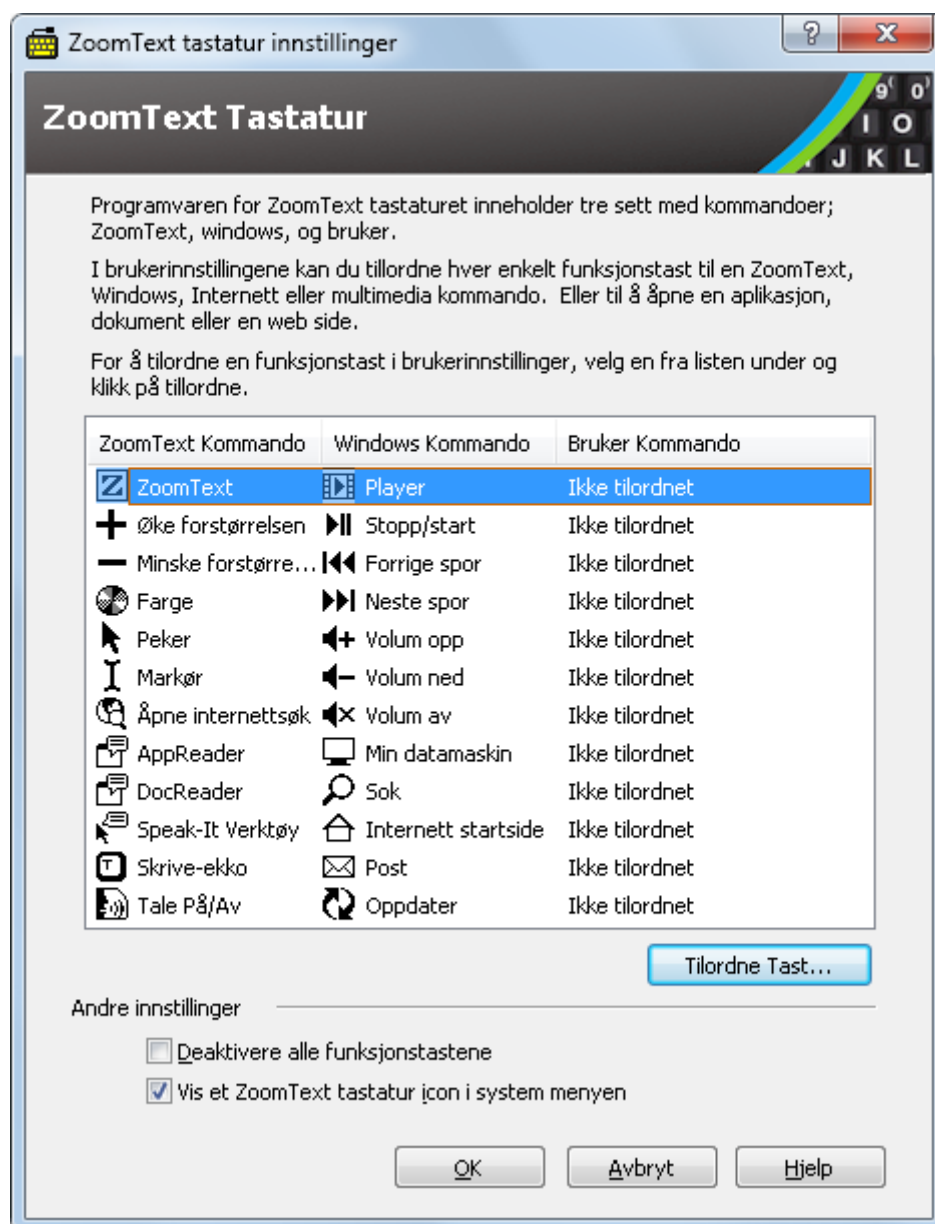 ZoomText tastatur innstillinger
ZoomText Tastatur
9( 0)
I O
J K L
Programvaren for ZoomText tastaturet inneholder tre sett med kommandoer;
ZoomText, windows, og bruker.
I brukerinnstillingene kan du tillordne hver enkelt funksjonstast til en ZoomText,
Windows, Internett eller multimedia kommando.  Eller til å åpne en aplikasjon,
dokument eller en web side.
For å tilordne en funksjonstast i brukerinnstillinger, velg en fra listen under og
klikk på tillordne.
ZoomText Kommando Windows Kommando Bruker Kommando
ZoomText Player Ikke tilordnet
Øke forstørrelsen Stopp/start Ikke tilordnet
Minske forstørre... Forrige spor Ikke tilordnet
Farge Neste spor Ikke tilordnet
Peker Volum opp Ikke tilordnet
Markør Volum ned Ikke tilordnet
Åpne internettsøk Volum av Ikke tilordnet
AppReader Min datamaskin Ikke tilordnet
DocReader Sok Ikke tilordnet
Speak-It Verktøy Internett startside Ikke tilordnet
Skrive-ekko Post Ikke tilordnet
Tale På/Av Oppdater Ikke tilordnet
Tilordne Tast...
Andre innstillinger
Deaktivere alle funksjonstastene
Vis et ZoomText tastatur icon i system menyen
OK Avbryt Hjelp